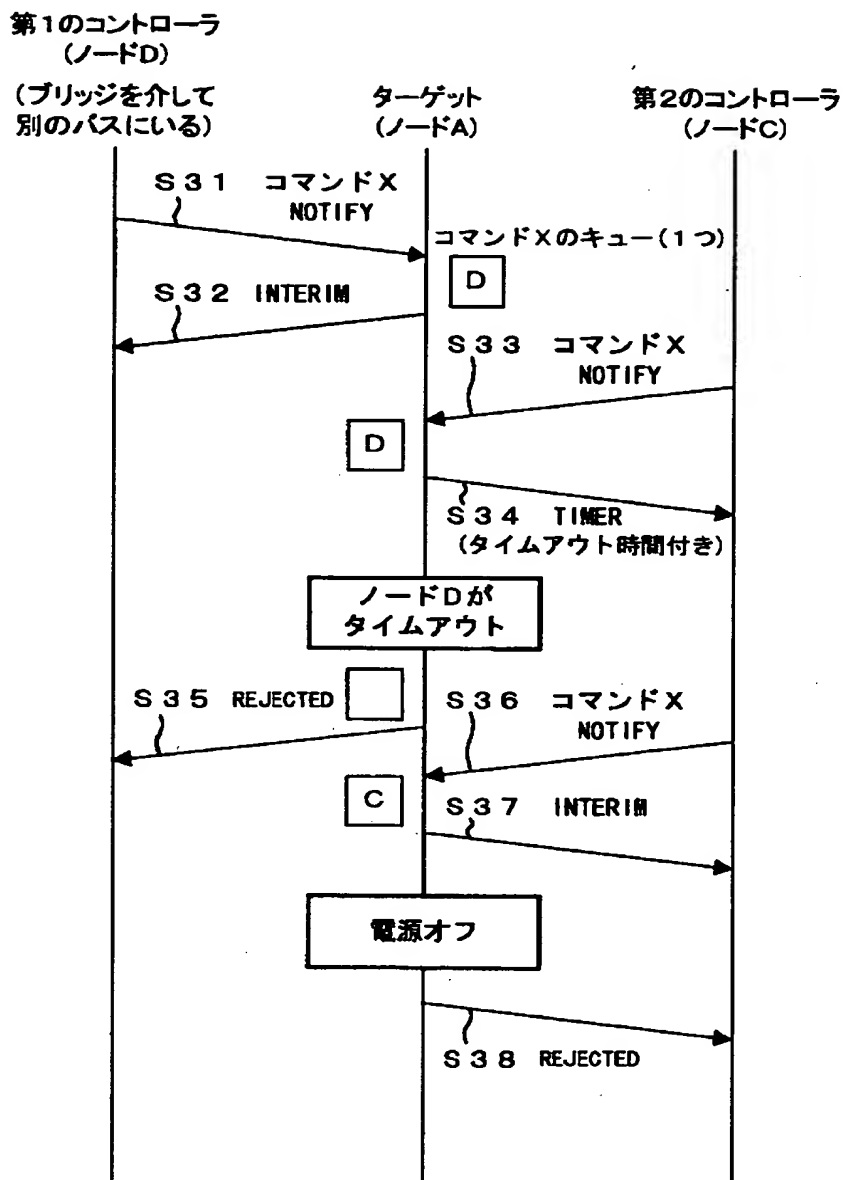 第1のコントローラ
(ノードD)
(ブリッジを介して
別のバスにいる)
ターゲット
(ノードA)
第2のコントローラ
(ノードC)
S31 コマンドX
NOTIFY
コマンドXのキュー(1つ)
D
S32 INTERIM
S33 コマンドX
NOTIFY
D
S34 TIMER
(タイムアウト時間付き)
ノードDが
タイムアウト
S35 REJECTED
S36 コマンドX
NOTIFY
C
S37 INTERIM
電源オフ
S38 REJECTED